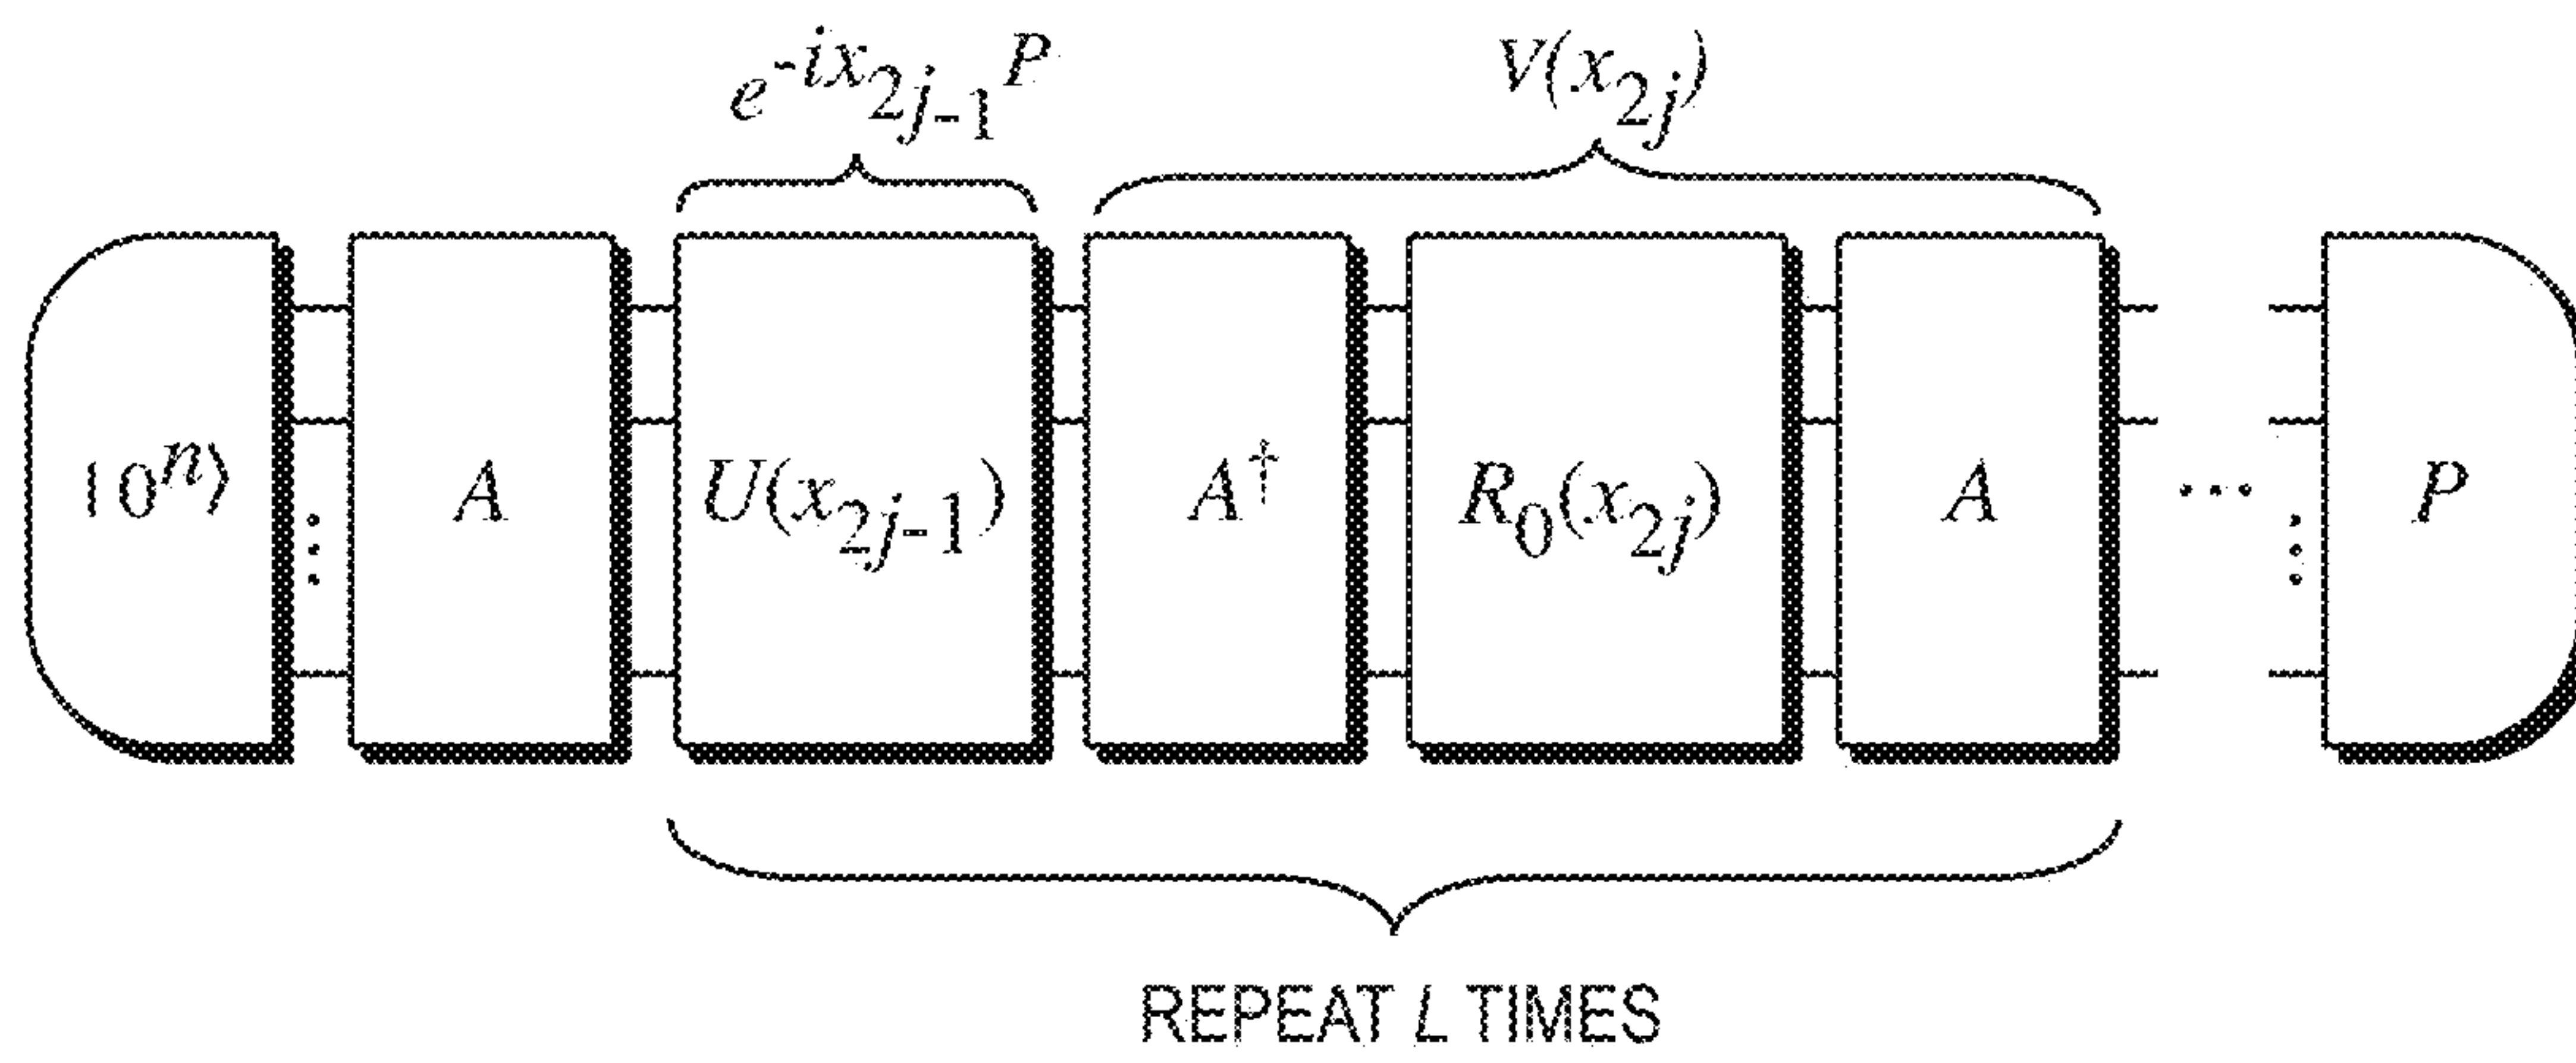 e^{-ix_{2j-1}P}
V(x_{2j})
|0^n⟩
A
U(x_{2j-1})
A^†
R_0(x_{2j})
A
...
P
REPEAT L TIMES